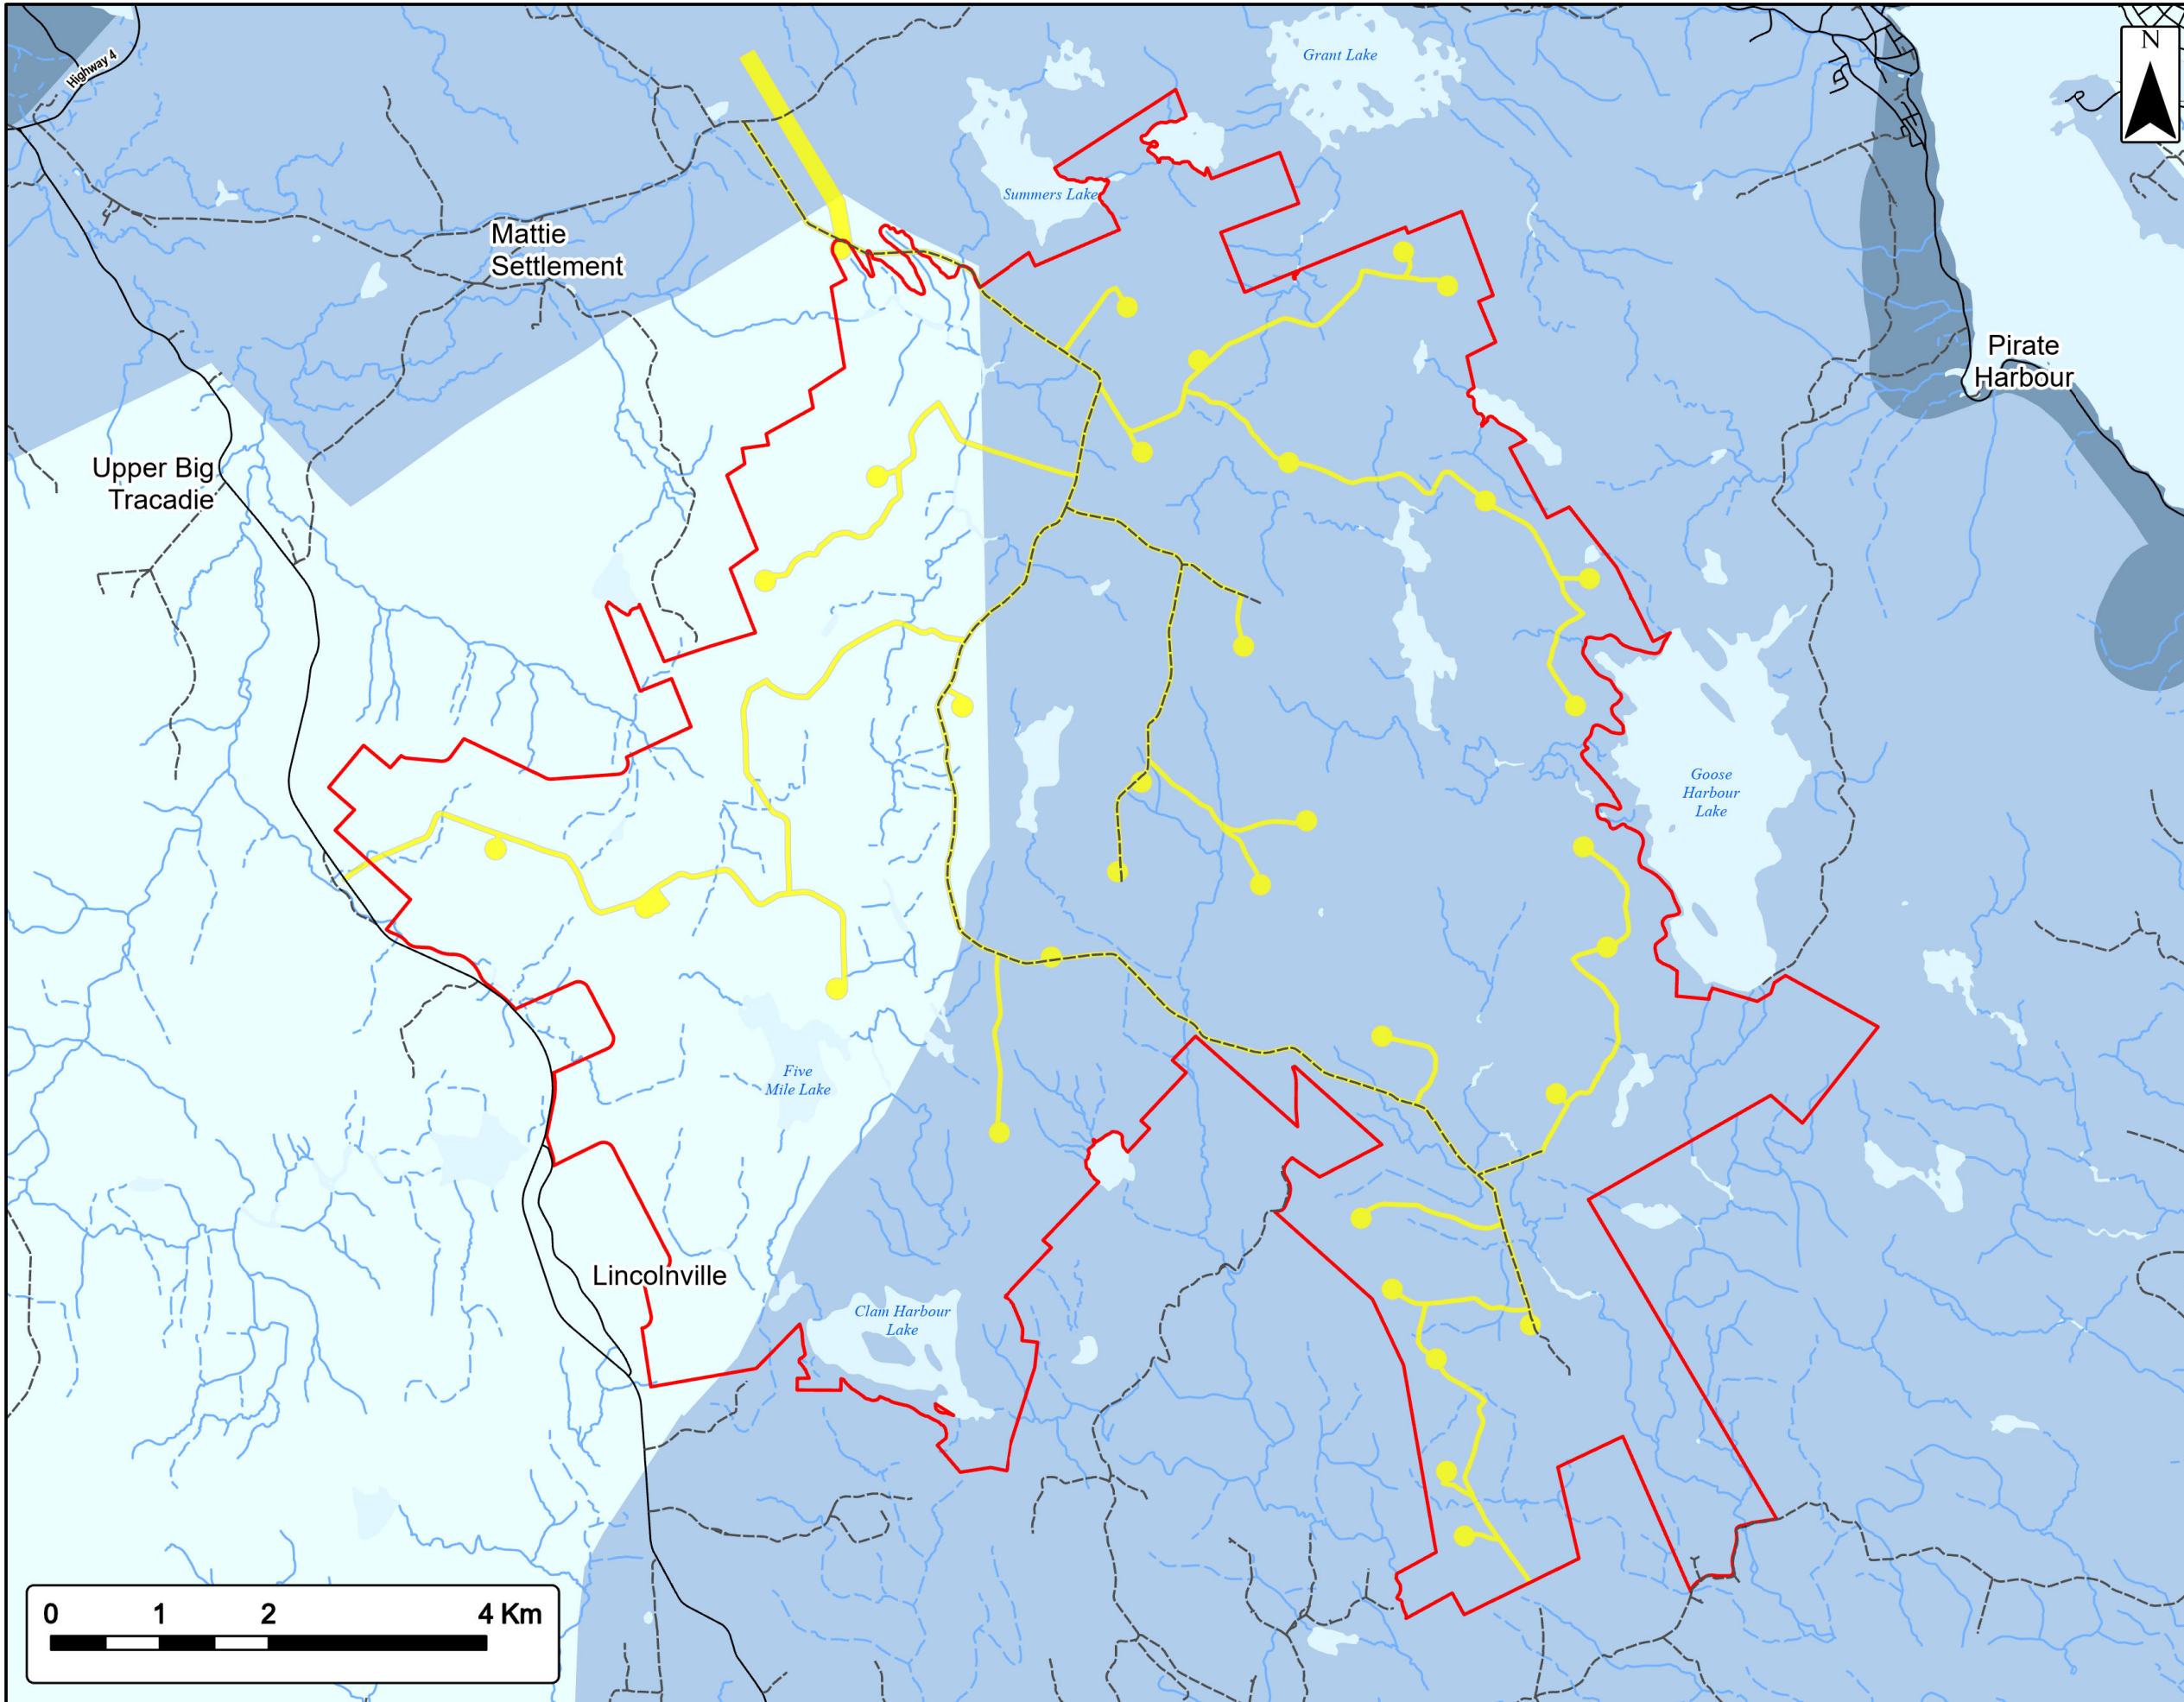 Highway 4
Grant Lake
N
Summers Lake
Mattie
Settlement
Pirate
Harbour
Upper Big
Tracadie
Goose
Harbour
Lake
Five
Mile Lake
Lincolnville
Clam Harbour
Lake
0 1 2 4 Km